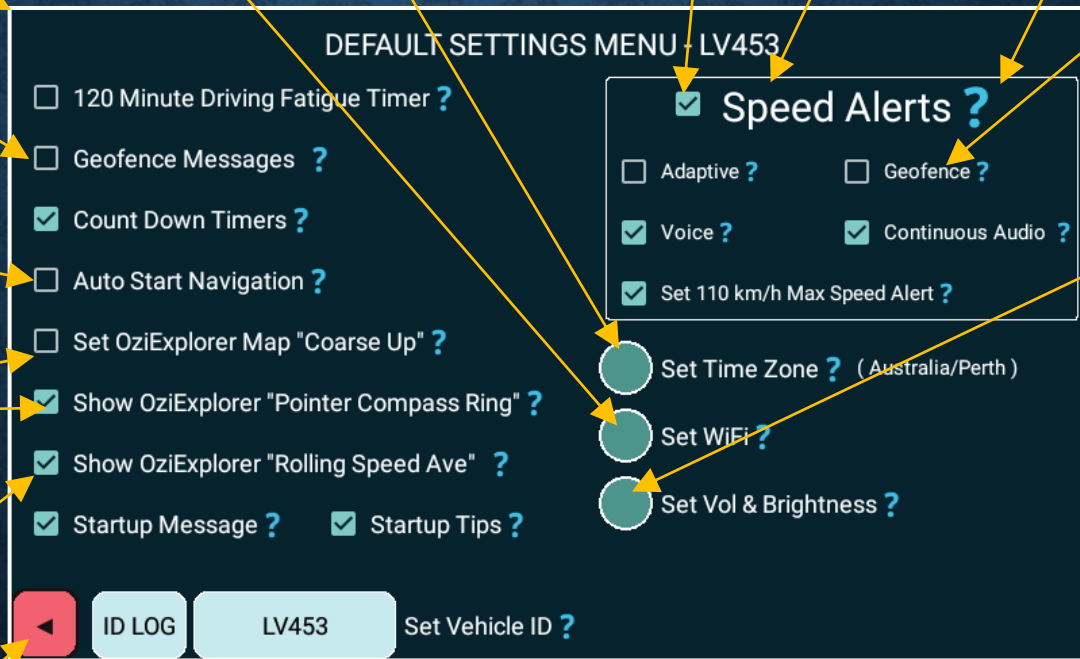 DEFAULT SETTINGS MENU - LV453
120 Minute Driving Fatigue Timer ?
Geofence Messages ?
Count Down Timers ?
Auto Start Navigation ?
Set OziExplorer Map "Coarse Up" ?
Show OziExplorer "Pointer Compass Ring" ?
Show OziExplorer "Rolling Speed Ave" ?
Startup Message ? Startup Tips ?
Speed Alerts ?
Adaptive ? Geofence ?
Voice ? Continuous Audio ?
Set 110 km/h Max Speed Alert ?
Set Time Zone ? ( Australia/Perth )
Set WiFi ?
Set Vol & Brightness ?
ID LOG LV453 Set Vehicle ID ?